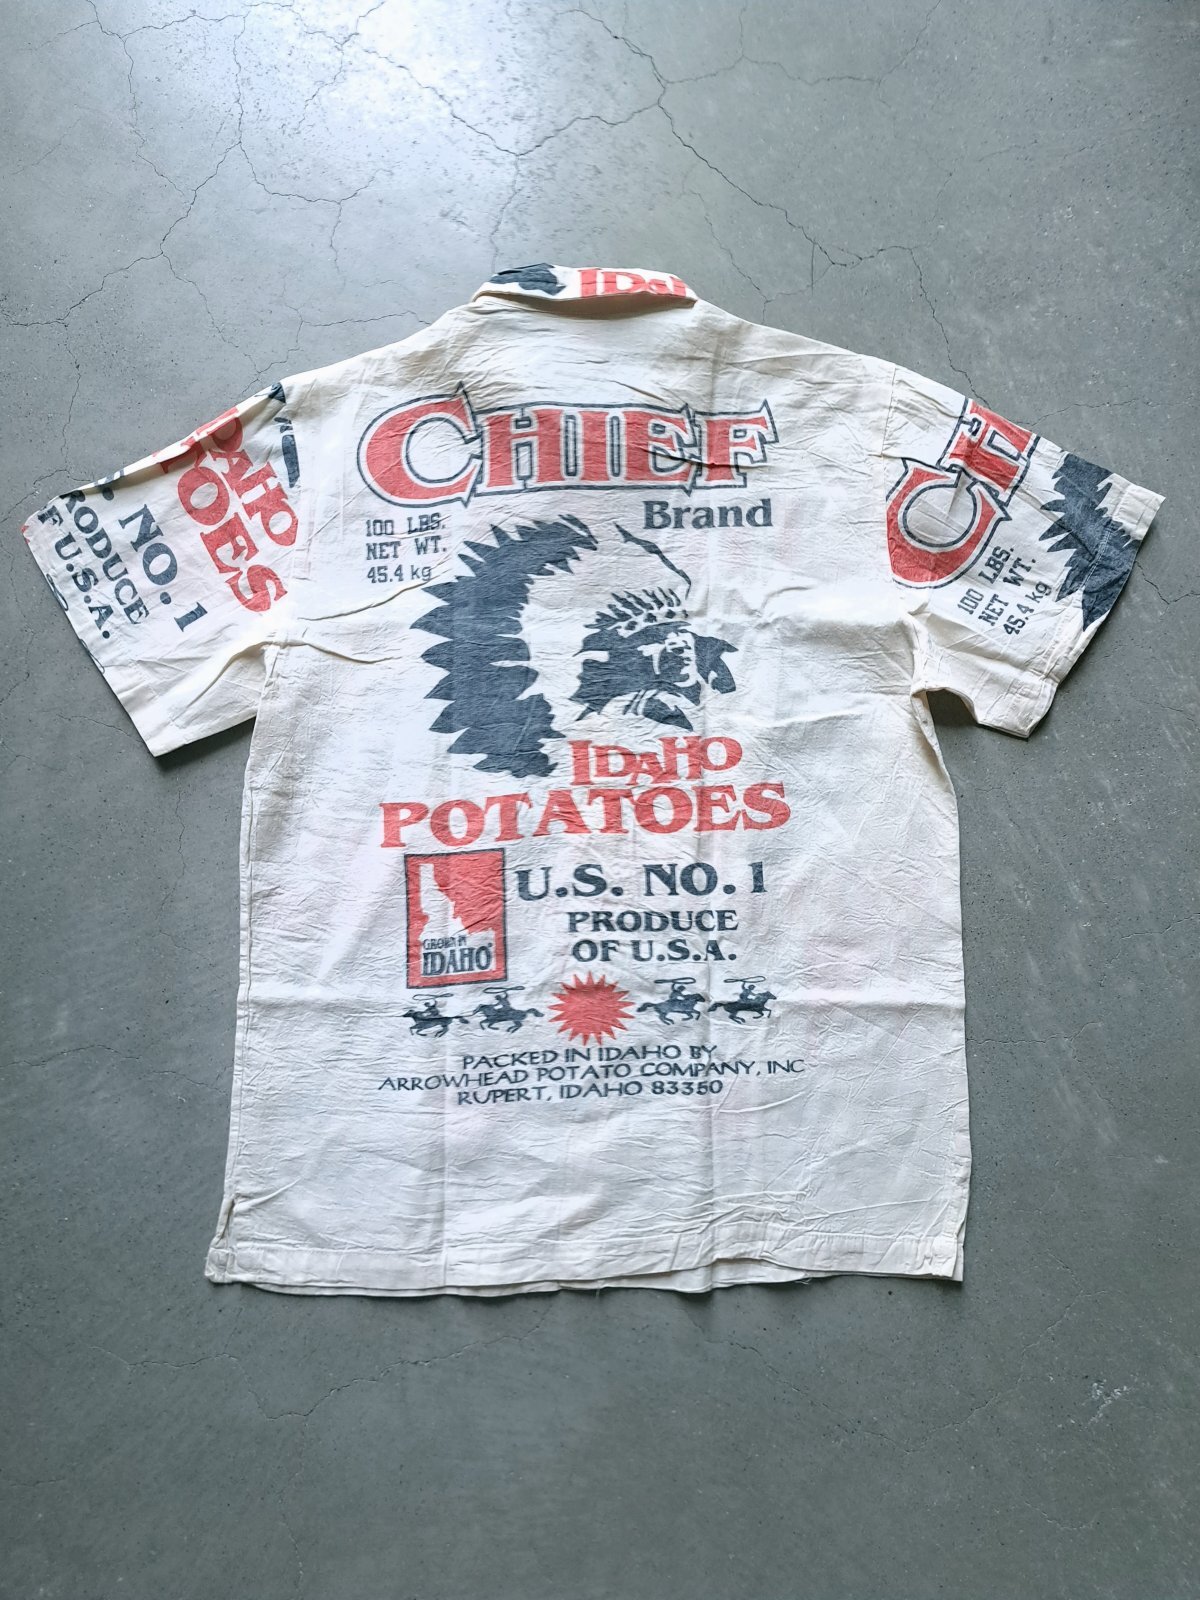 IDAHO
CHIEF
Brand
100 LBS.
NET WT.
45.4 kg
IDAHO
POTATOES
GROWN IN
IDAHO®
U.S. NO. 1
PRODUCE
OF U.S.A.
PACKED IN IDAHO BY
ARROWHEAD POTATO COMPANY, INC
RUPERT, IDAHO 83350
IDAHO
TOES
. NO. 1
RODUCE
F U.S.A.
CH
100 LBS.
NET WT.
45.4 kg